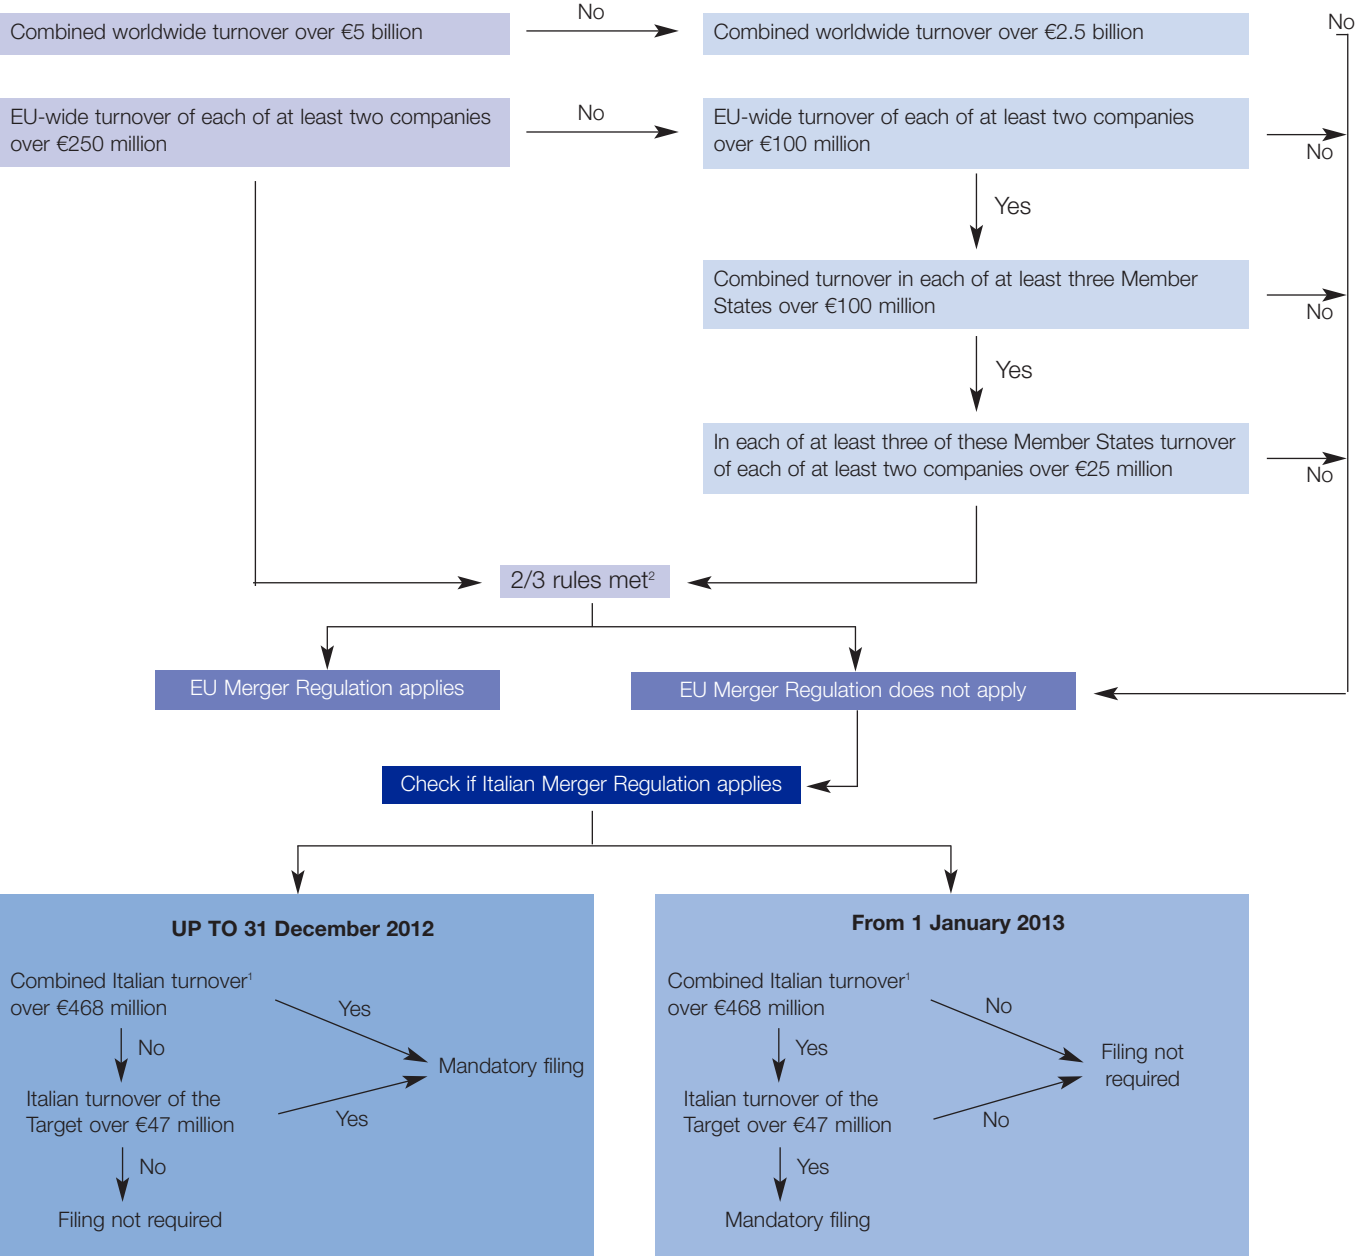 Combined worldwide turnover over €5 billion
No
Combined worldwide turnover over €2.5 billion
No
EU-wide turnover of each of at least two companies
over €250 million
No
EU-wide turnover of each of at least two companies
over €100 million
No
Yes
Combined turnover in each of at least three Member
States over €100 million
No
Yes
In each of at least three of these Member States turnover
of each of at least two companies over €25 million
No
2/3 rules met²
EU Merger Regulation applies
EU Merger Regulation does not apply
Check if Italian Merger Regulation applies
UP TO 31 December 2012
Combined Italian turnover¹
over €468 million
Yes
No
Mandatory filing
Italian turnover of the
Target over €47 million
Yes
No
Filing not required
From 1 January 2013
Combined Italian turnover¹
over €468 million
No
Yes
Filing not
required
Italian turnover of the
Target over €47 million
No
Yes
Mandatory filing